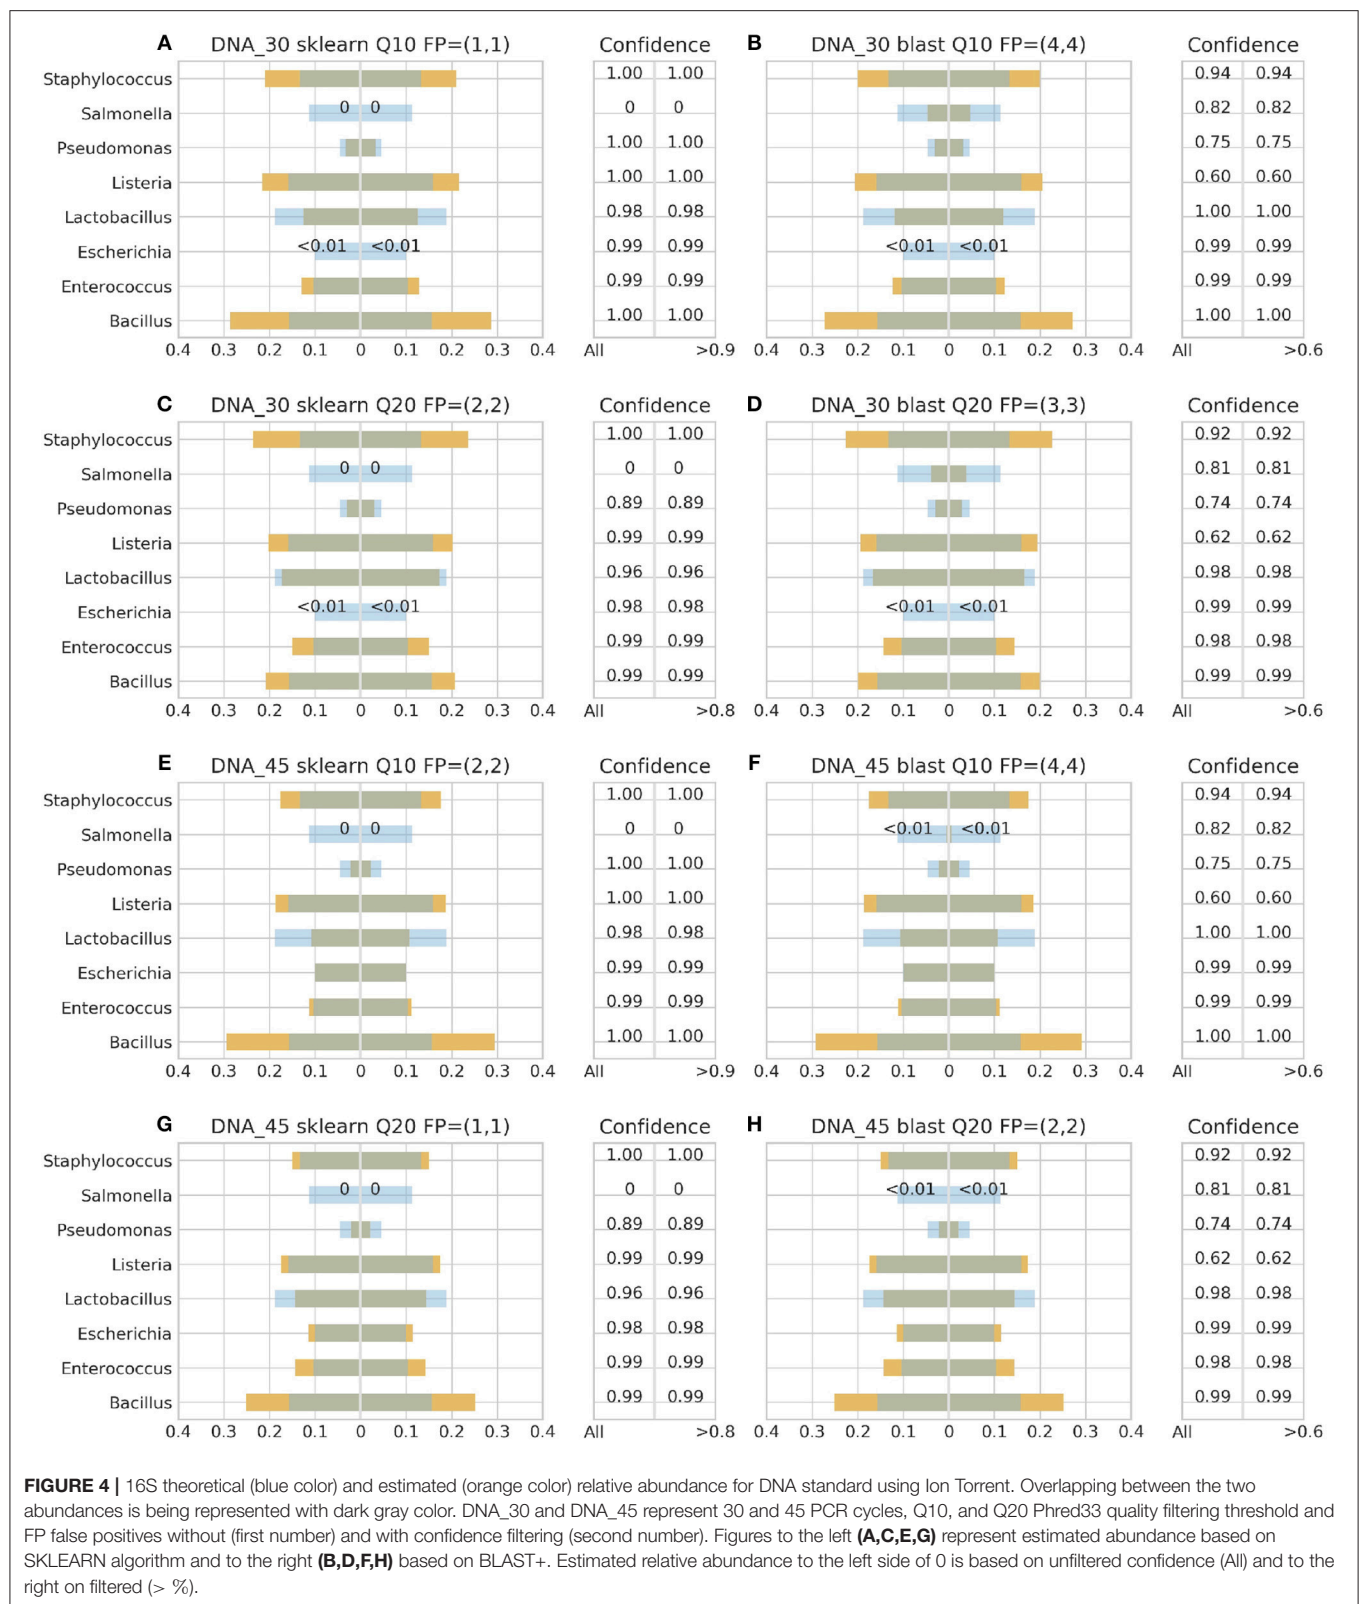 A DNA_30 sklearn Q10 FP=(1,1) Confidence B DNA_30 blast Q10 FP=(4,4) Confidence
Staphylococcus 1.00 1.00 0.94 0.94
Salmonella 0 0 0 0 0.82 0.82
Pseudomonas 1.00 1.00 0.75 0.75
Listeria 1.00 1.00 0.60 0.60
Lactobacillus 0.98 0.98 1.00 1.00
Escherichia <0.01 <0.01 0.99 0.99 <0.01 <0.01 0.99 0.99
Enterococcus 0.99 0.99 0.99 0.99
Bacillus 1.00 1.00 1.00 1.00
0.4 0.3 0.2 0.1 0 0.1 0.2 0.3 0.4 All >0.9 0.4 0.3 0.2 0.1 0 0.1 0.2 0.3 0.4 All >0.6
C DNA_30 sklearn Q20 FP=(2,2) Confidence D DNA_30 blast Q20 FP=(3,3) Confidence
Staphylococcus 1.00 1.00 0.92 0.92
Salmonella 0 0 0 0 0.81 0.81
Pseudomonas 0.89 0.89 0.74 0.74
Listeria 0.99 0.99 0.62 0.62
Lactobacillus 0.96 0.96 0.98 0.98
Escherichia <0.01 <0.01 0.98 0.98 <0.01 <0.01 0.99 0.99
Enterococcus 0.99 0.99 0.98 0.98
Bacillus 0.99 0.99 0.99 0.99
0.4 0.3 0.2 0.1 0 0.1 0.2 0.3 0.4 All >0.8 0.4 0.3 0.2 0.1 0 0.1 0.2 0.3 0.4 All >0.6
E DNA_45 sklearn Q10 FP=(2,2) Confidence F DNA_45 blast Q10 FP=(4,4) Confidence
Staphylococcus 1.00 1.00 0.94 0.94
Salmonella 0 0 0 0 <0.01 <0.01 0.82 0.82
Pseudomonas 1.00 1.00 0.75 0.75
Listeria 1.00 1.00 0.60 0.60
Lactobacillus 0.98 0.98 1.00 1.00
Escherichia 0.99 0.99 0.99 0.99
Enterococcus 0.99 0.99 0.99 0.99
Bacillus 1.00 1.00 1.00 1.00
0.4 0.3 0.2 0.1 0 0.1 0.2 0.3 0.4 All >0.9 0.4 0.3 0.2 0.1 0 0.1 0.2 0.3 0.4 All >0.6
G DNA_45 sklearn Q20 FP=(1,1) Confidence H DNA_45 blast Q20 FP=(2,2) Confidence
Staphylococcus 1.00 1.00 0.92 0.92
Salmonella 0 0 0 0 <0.01 <0.01 0.81 0.81
Pseudomonas 0.89 0.89 0.74 0.74
Listeria 0.99 0.99 0.62 0.62
Lactobacillus 0.96 0.96 0.98 0.98
Escherichia 0.98 0.98 0.99 0.99
Enterococcus 0.99 0.99 0.98 0.98
Bacillus 0.99 0.99 0.99 0.99
0.4 0.3 0.2 0.1 0 0.1 0.2 0.3 0.4 All >0.8 0.4 0.3 0.2 0.1 0 0.1 0.2 0.3 0.4 All >0.6
FIGURE 4 | 16S theoretical (blue color) and estimated (orange color) relative abundance for DNA standard using Ion Torrent. Overlapping between the two
abundances is being represented with dark gray color. DNA_30 and DNA_45 represent 30 and 45 PCR cycles, Q10, and Q20 Phred33 quality filtering threshold and
FP false positives without (first number) and with confidence filtering (second number). Figures to the left (A,C,E,G) represent estimated abundance based on
SKLEARN algorithm and to the right (B,D,F,H) based on BLAST+. Estimated relative abundance to the left side of 0 is based on unfiltered confidence (All) and to the
right on filtered (> %).